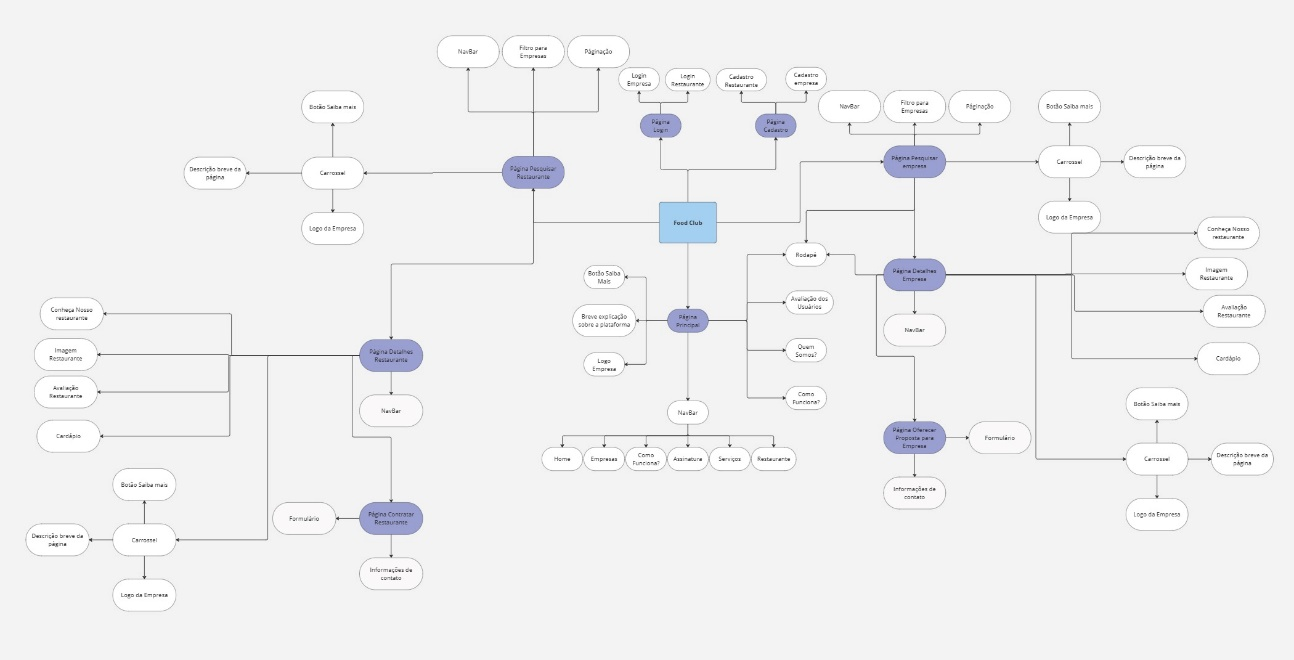 NavBar
Filtro para
Empresas
Páginação
Login
Empresa
Login
Restaurante
Cadastro
Restaurante
Cadastro
empresa
Página
Login
Página
Cadastro
NavBar
Filtro para
Empresas
Páginação
Botão Saiba mais
Botão Saiba mais
Descrição breve da
página
Carrossel
Página Pesquisar
Restaurante
Página Pesquisar
empresa
Carrossel
Descrição breve da
página
Logo da Empresa
Food Club
Logo da Empresa
Conheça Nosso
restaurante
Rodapé
Botão Saiba
Mais
Página Detalhes
Empresa
Imagem
Restaurante
Conheça Nosso
restaurante
Breve explicação
sobre a plataforma
Página
Principal
Avaliação dos
Usuários
NavBar
Avaliação
Restaurante
Imagem
Restaurante
Página Detalhes
Restaurante
Logo
Empresa
Quem
Somos?
Cardápio
Avaliação
Restaurante
NavBar
NavBar
Como
Funciona?
Botão Saiba mais
Cardápio
Página Oferecer
Proposta para
Empresa
Formulário
Home
Empresas
Como
Funciona?
Assinatura
Serviços
Restaurante
Carrossel
Descrição breve da
página
Botão Saiba mais
Informações de
contato
Logo da Empresa
Formulário
Página Contratar
Restaurante
Descrição breve da
página
Carrossel
Informações de
contato
Logo da Empresa